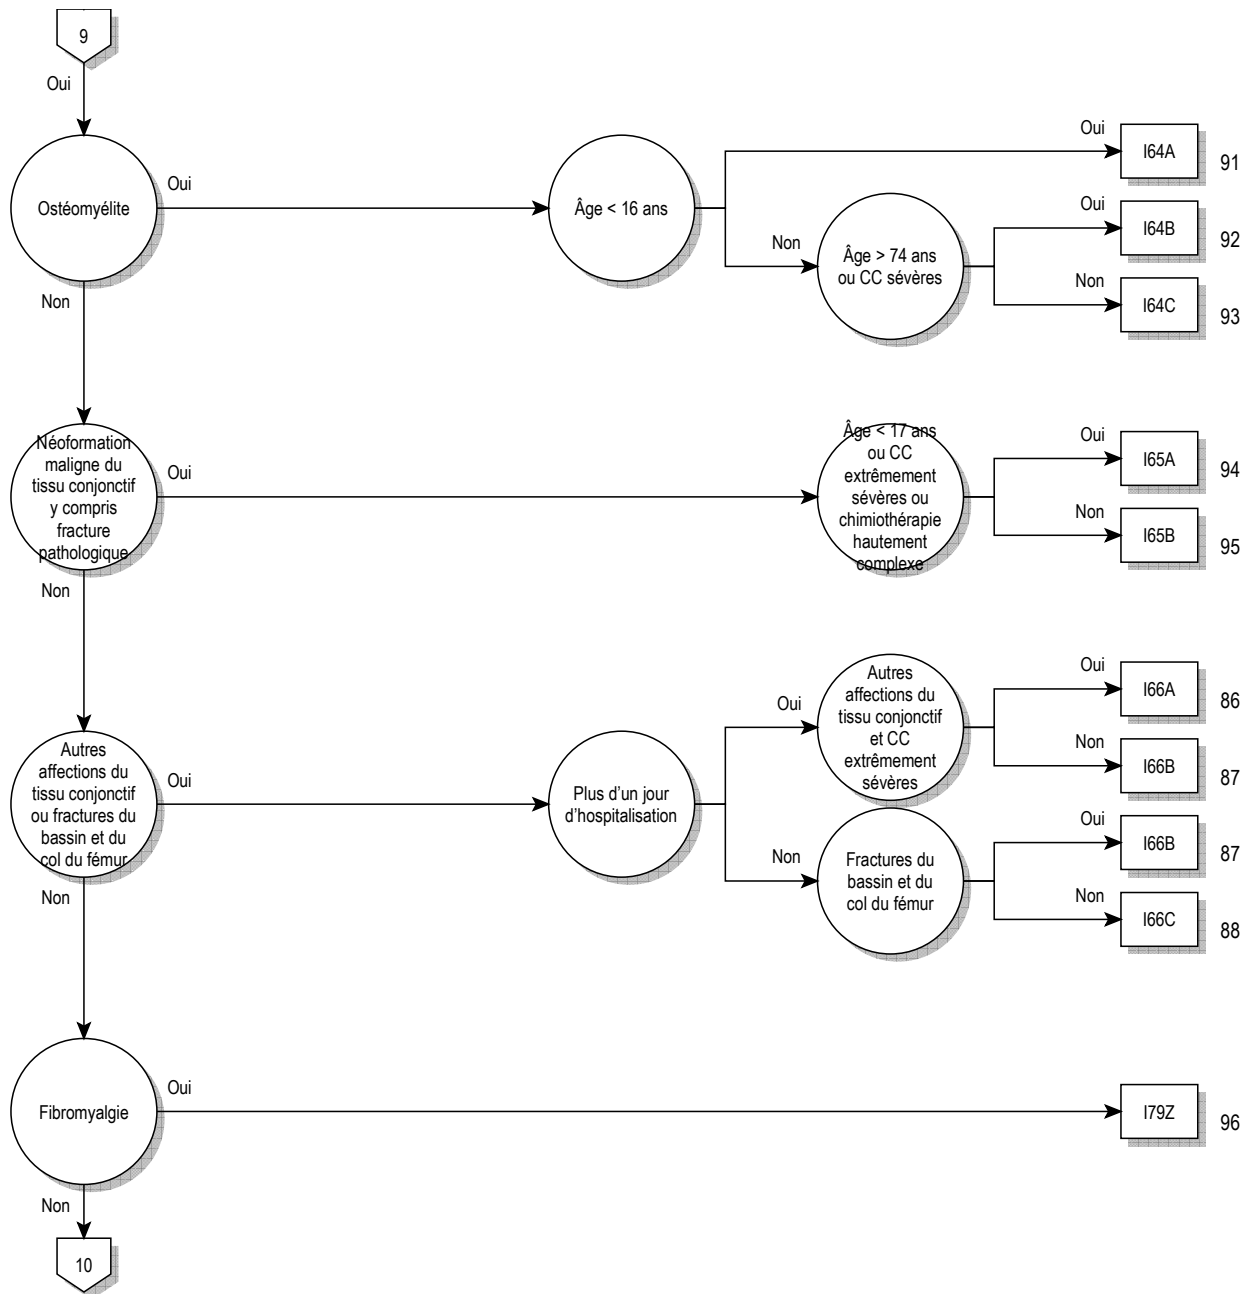 9
Oui
Ostéomyélite
Oui
Âge < 16 ans
Oui
I64A
91
Non
Âge > 74 ans
ou CC sévères
Oui
I64B
92
Non
I64C
93
Non
Néoformation
maligne du
tissu conjonctif
y compris
fracture
pathologique
Oui
Âge < 17 ans
ou CC
extrêmement
sévères ou
chimiothérapie
hautement
complexe
Oui
I65A
94
Non
I65B
95
Non
Autres
affections du
tissu conjonctif
ou fractures du
bassin et du
col du fémur
Oui
Plus d’un jour
d’hospitalisation
Oui
Autres
affections du
tissu conjonctif
et CC
extrêmement
sévères
Oui
I66A
86
Non
I66B
87
Non
Fractures du
bassin et du
col du fémur
Oui
I66B
87
Non
I66C
88
Non
Fibromyalgie
Oui
I79Z
96
Non
10